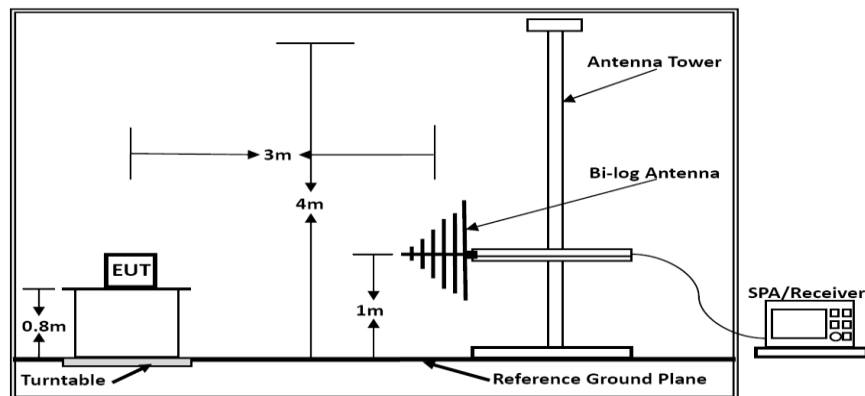 Antenna Tower
3m
Bi-log Antenna
4m
EUT
SPA/Receiver
0.8m
1m
Turntable
Reference Ground Plane